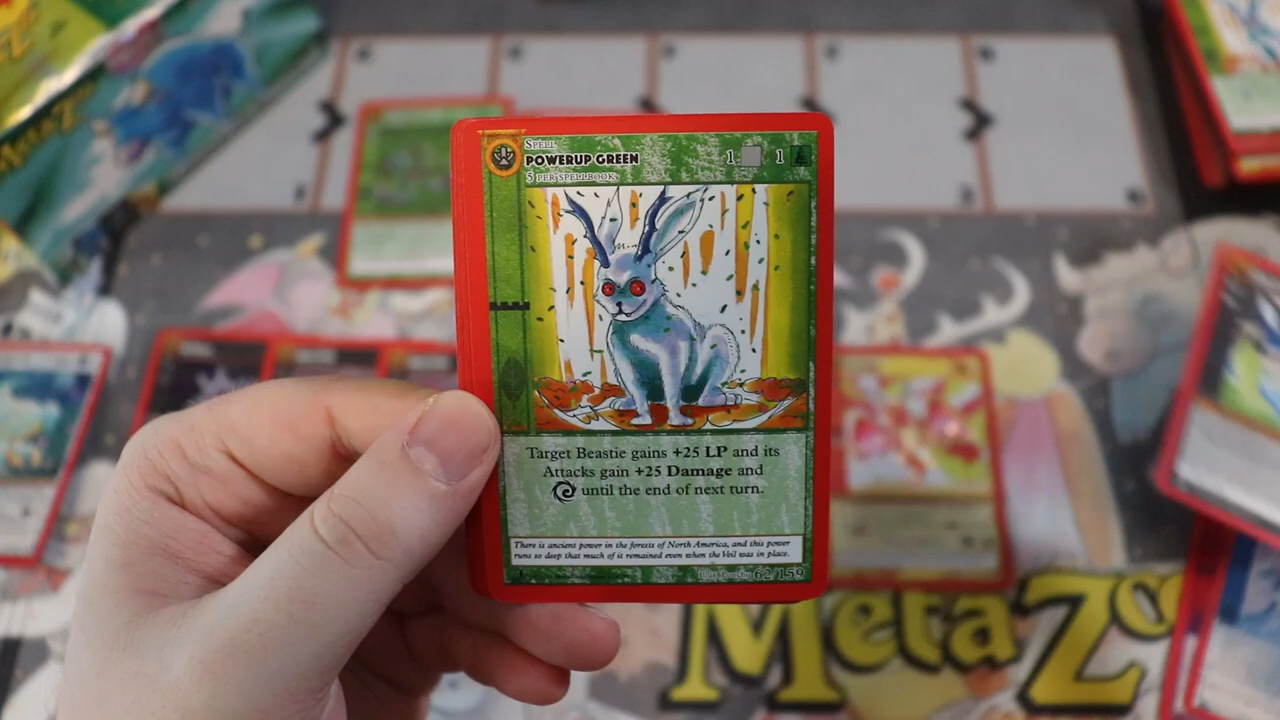 SPELL
POWERUP GREEN
1 1
5 PER SPELLBOOK
Target Beastie gains +25 LP and its
Attacks gain +25 Damage and
until the end of next turn.
There is ancient power in the forests of North America, and this power
runs so deep that much of it remained even when the Veil was in place.
62/159
MetaZoo